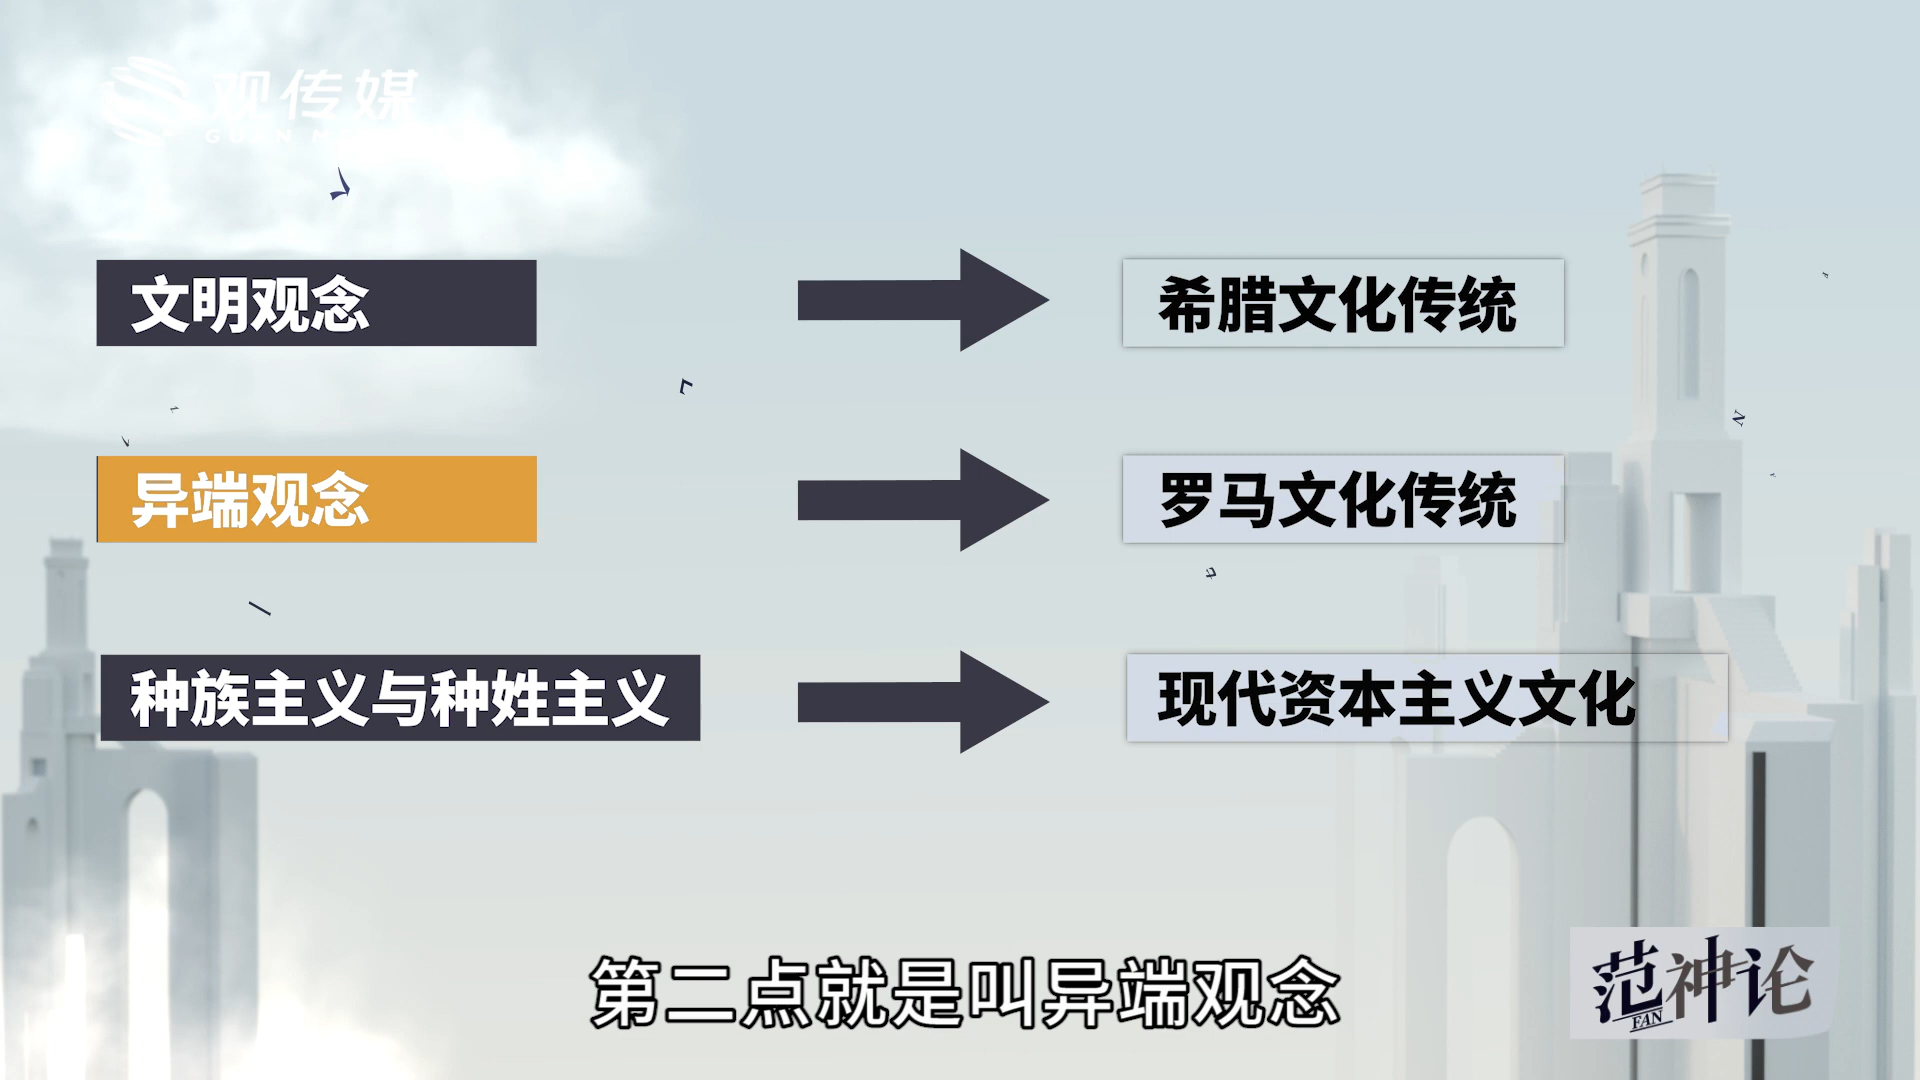 观传媒
文明观念
希腊文化传统
异端观念
罗马文化传统
种族主义与种姓主义
现代资本主义文化
第二点就是叫异端观念
范神论
FAN